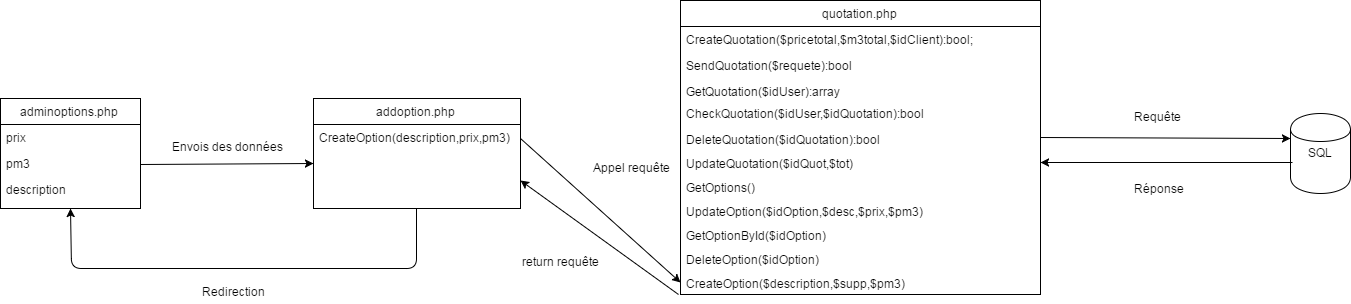 adminoptions.php
prix
pm3
description
Envois des données
addoption.php
CreateOption(description,prix,pm3)
Redirection
Appel requête
return requête
quotation.php
CreateQuotation($pricetotal,$m3total,$idClient):bool;
SendQuotation($requete):bool
GetQuotation($idUser):array
CheckQuotation($idUser,$idQuotation):bool
DeleteQuotation($idQuotation):bool
UpdateQuotation($idQuot,$tot)
GetOptions()
UpdateOption($idOption,$desc,$prix,$pm3)
GetOptionById($idOption)
DeleteOption($idOption)
CreateOption($description,$supp,$pm3)
Requête
Réponse
SQL